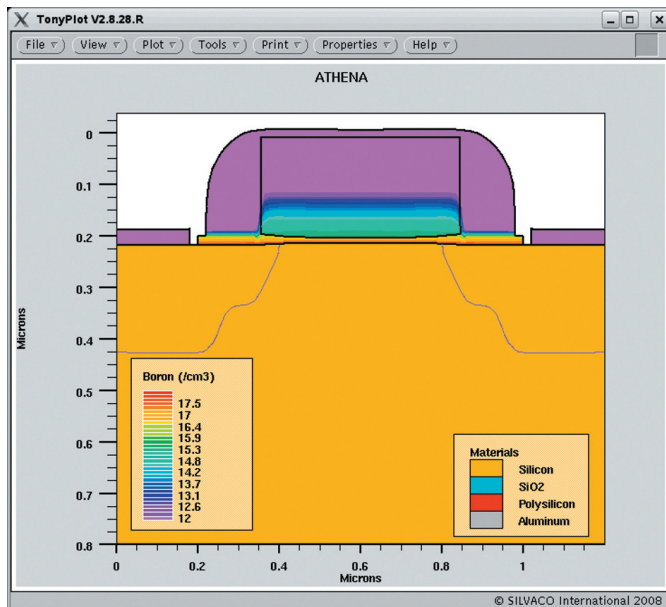 TonyPlot V2.8.28.R
File View Plot Tools Print Properties Help
ATHENA
0
0.1
0.2
0.3
0.4
0.5
0.6
0.7
0.8
Microns
Boron (/cm3)
17.5
17
16.4
15.9
15.3
14.8
14.2
13.7
13.1
12.6
12
Materials
Silicon
SiO2
Polysilicon
Aluminum
0 0.2 0.4 0.6 0.8 1
Microns
© SILVACO International 2008